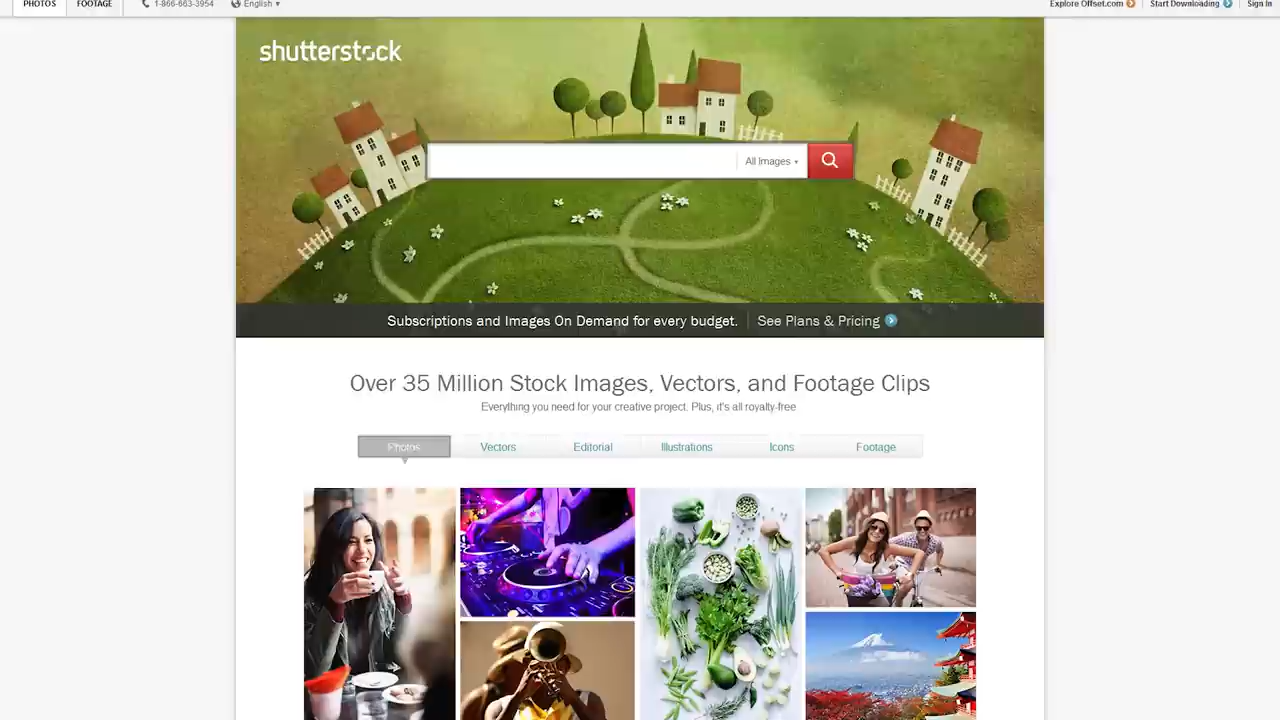 PHOTOS FOOTAGE 1-866-663-3954 English Explore Offset.com Start Downloading Sign In
shutterstock
All Images
Subscriptions and Images On Demand for every budget. See Plans & Pricing
Over 35 Million Stock Images, Vectors, and Footage Clips
Everything you need for your creative project. Plus, it's all royalty-free
Photos Vectors Editorial Illustrations Icons Footage